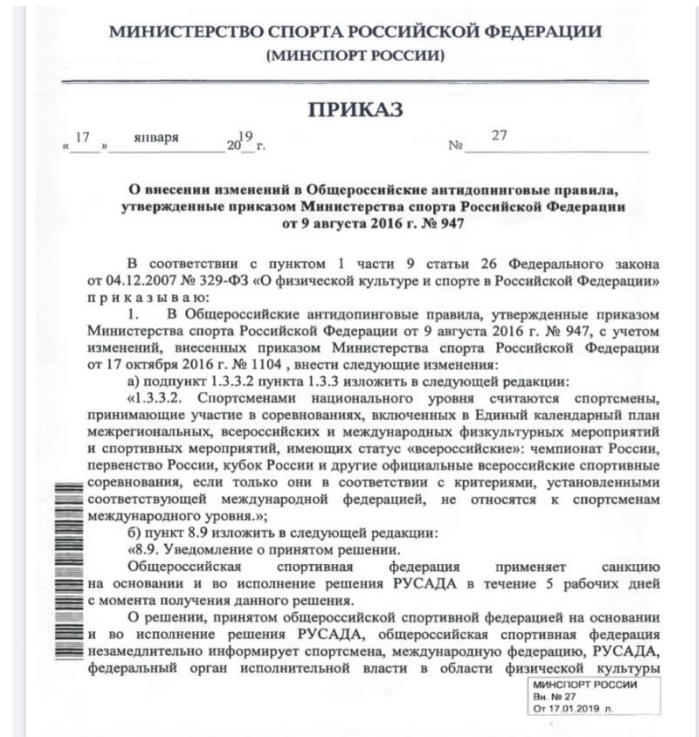 МИНИСТЕРСТВО СПОРТА РОССИЙСКОЙ ФЕДЕРАЦИИ
(МИНСПОРТ РОССИИ)
ПРИКАЗ
« 17 » января 2019 г. № 27
О внесении изменений в Общероссийские антидопинговые правила,
утвержденные приказом Министерства спорта Российской Федерации
от 9 августа 2016 г. № 947
В соответствии с пунктом 1 части 9 статьи 26 Федерального закона
от 04.12.2007 № 329-ФЗ «О физической культуре и спорте в Российской Федерации»
п р и к а з ы в а ю:
1. В Общероссийские антидопинговые правила, утвержденные приказом
Министерства спорта Российской Федерации от 9 августа 2016 г. № 947, с учетом
изменений, внесенных приказом Министерства спорта Российской Федерации
от 17 октября 2016 г. № 1104 , внести следующие изменения:
а) подпункт 1.3.3.2 пункта 1.3.3 изложить в следующей редакции:
«1.3.3.2. Спортсменами национального уровня считаются спортсмены,
принимающие участие в соревнованиях, включенных в Единый календарный план
межрегиональных, всероссийских и международных физкультурных мероприятий
и спортивных мероприятий, имеющих статус «всероссийские»: чемпионат России,
первенство России, кубок России и другие официальные всероссийские спортивные
соревнования, если только они в соответствии с критериями, установленными
соответствующей международной федерацией, не относятся к спортсменам
международного уровня.»;
б) пункт 8.9 изложить в следующей редакции:
«8.9. Уведомление о принятом решении.
Общероссийская спортивная федерация применяет санкцию
на основании и во исполнение решения РУСАДА в течение 5 рабочих дней
с момента получения данного решения.
О решении, принятом общероссийской спортивной федерацией на основании
и во исполнение решения РУСАДА, общероссийская спортивная федерация
незамедлительно информирует спортсмена, международную федерацию, РУСАДА,
федеральный орган исполнительной власти в области физической культуры
МИНСПОРТ РОССИИ
Вн. № 27
От 17.01.2019 п.